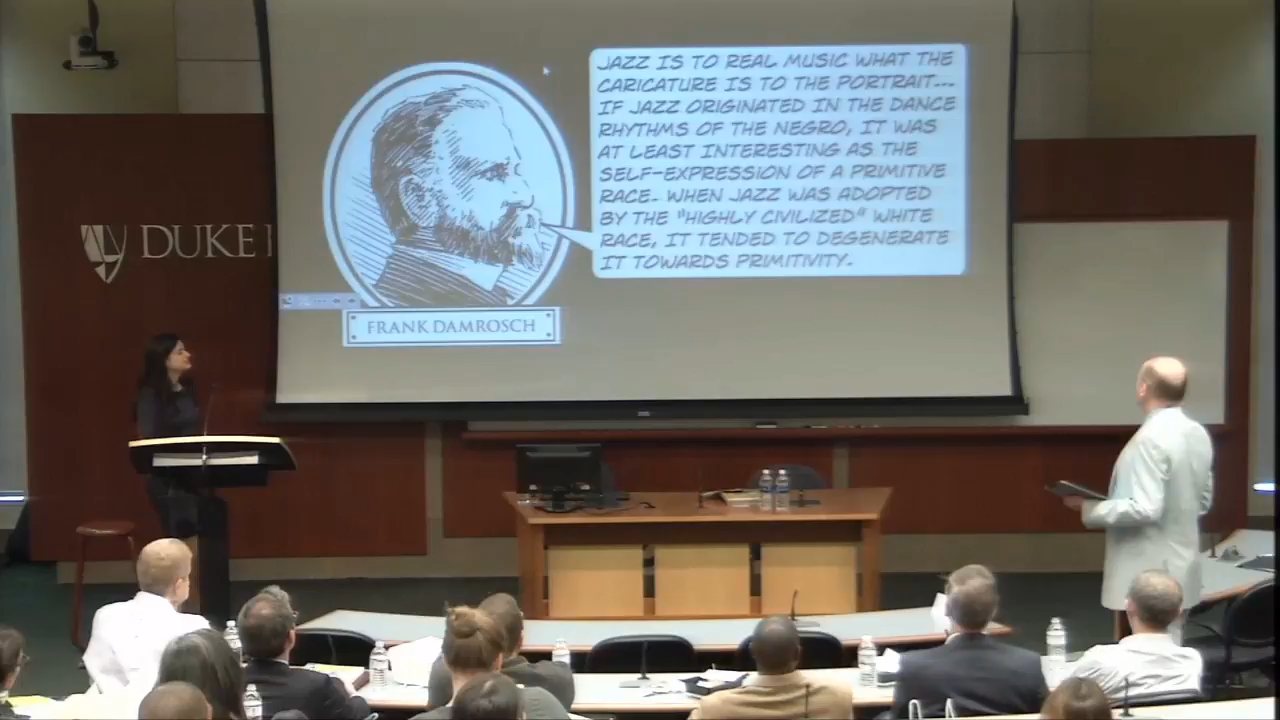 JAZZ IS TO REAL MUSIC WHAT THE
CARICATURE IS TO THE PORTRAIT...
IF JAZZ ORIGINATED IN THE DANCE
RHYTHMS OF THE NEGRO, IT WAS
AT LEAST INTERESTING AS THE
SELF-EXPRESSION OF A PRIMITIVE
RACE. WHEN JAZZ WAS ADOPTED
BY THE "HIGHLY CIVILIZED" WHITE
RACE, IT TENDED TO DEGENERATE
IT TOWARDS PRIMITIVITY.
FRANK DAMROSCH
DUKE